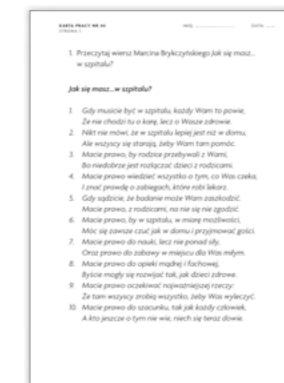 KARTA PRACY NR 40
STRONA 1
IMIĘ
DATA
1. Przeczytaj wiersz Marcina Brykczyńskiego Jak się masz...
w szpitalu?
Jak się masz...w szpitalu?
1. Gdy musicie być w szpitalu, każdy Wam to powie,
Że nie chodzi tu o karę, lecz o Wasze zdrowie.
2. Nikt nie mówi, że w szpitalu lepiej jest niż w domu,
Ale wszyscy się starają, żeby Wam tam pomóc.
3. Macie prawo, by rodzice przebywali z Wami,
Bo niedobrze jest rozłączać dzieci z rodzicami.
4. Macie prawo wiedzieć wszystko o tym, co Was czeka,
I znać prawdę o zabiegach, które robi lekarz.
5. Gdy sądzicie, że badanie może Wam zaszkodzić,
Macie prawo, z rodzicami, na nie się nie zgodzić.
6. Macie prawo, by w szpitalu, w miarę możliwości,
Móc się zawsze czuć jak w domu i przyjmować gości.
7. Macie prawo do nauki, lecz nie ponad siły,
Oraz prawo do zabawy w miejscu dla Was miłym.
8. Macie prawo do opieki mądrej i fachowej,
Byście mogły się rozwijać tak, jak dzieci zdrowe.
9. Macie prawo oczekiwać najważniejszej rzeczy:
Że tam wszyscy zrobią wszystko, żeby Was wyleczyć.
10. Macie prawo do szacunku, tak jak każdy człowiek,
A kto jeszcze o tym nie wie, niech się teraz dowie.